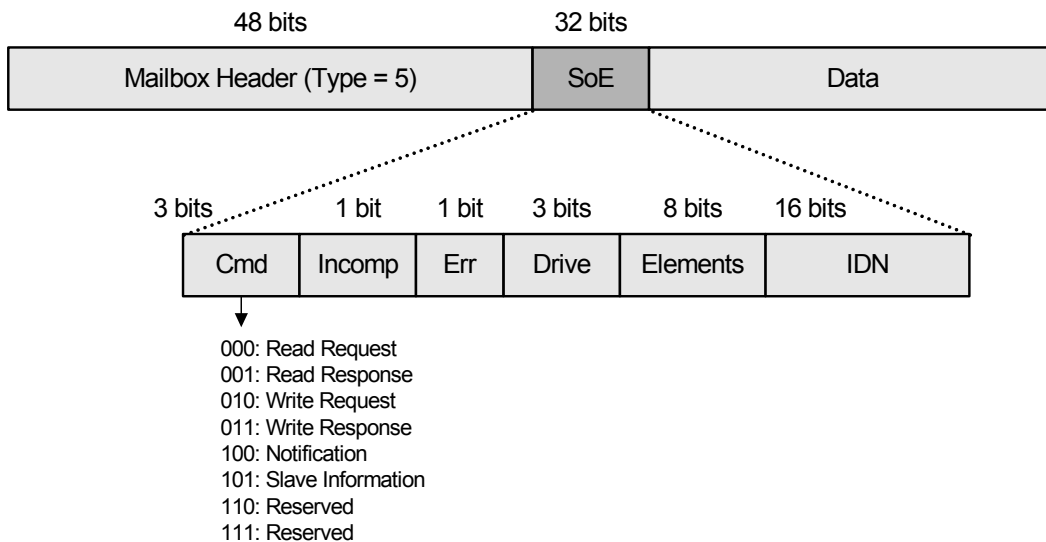 48 bits 32 bits
Mailbox Header (Type = 5) SoE Data
3 bits 1 bit 1 bit 3 bits 8 bits 16 bits
Cmd Incomp Err Drive Elements IDN
000: Read Request
001: Read Response
010: Write Request
011: Write Response
100: Notification
101: Slave Information
110: Reserved
111: Reserved